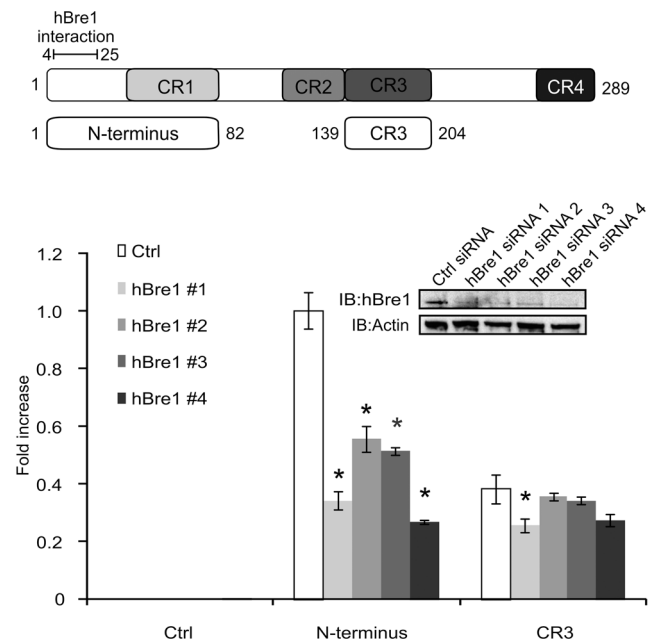 hBre1
interaction
4 25
1 CR1 CR2 CR3 CR4 289
1 N-terminus 82 139 CR3 204
Ctrl siRNA
hBre1 siRNA 1
hBre1 siRNA 2
hBre1 siRNA 3
hBre1 siRNA 4
IB:hBre1
IB:Actin
Ctrl
hBre1 #1
hBre1 #2
hBre1 #3
hBre1 #4
Fold increase
1.2
1.0
0.8
0.6
0.4
0.2
0
* * * *
*
Ctrl N-terminus CR3